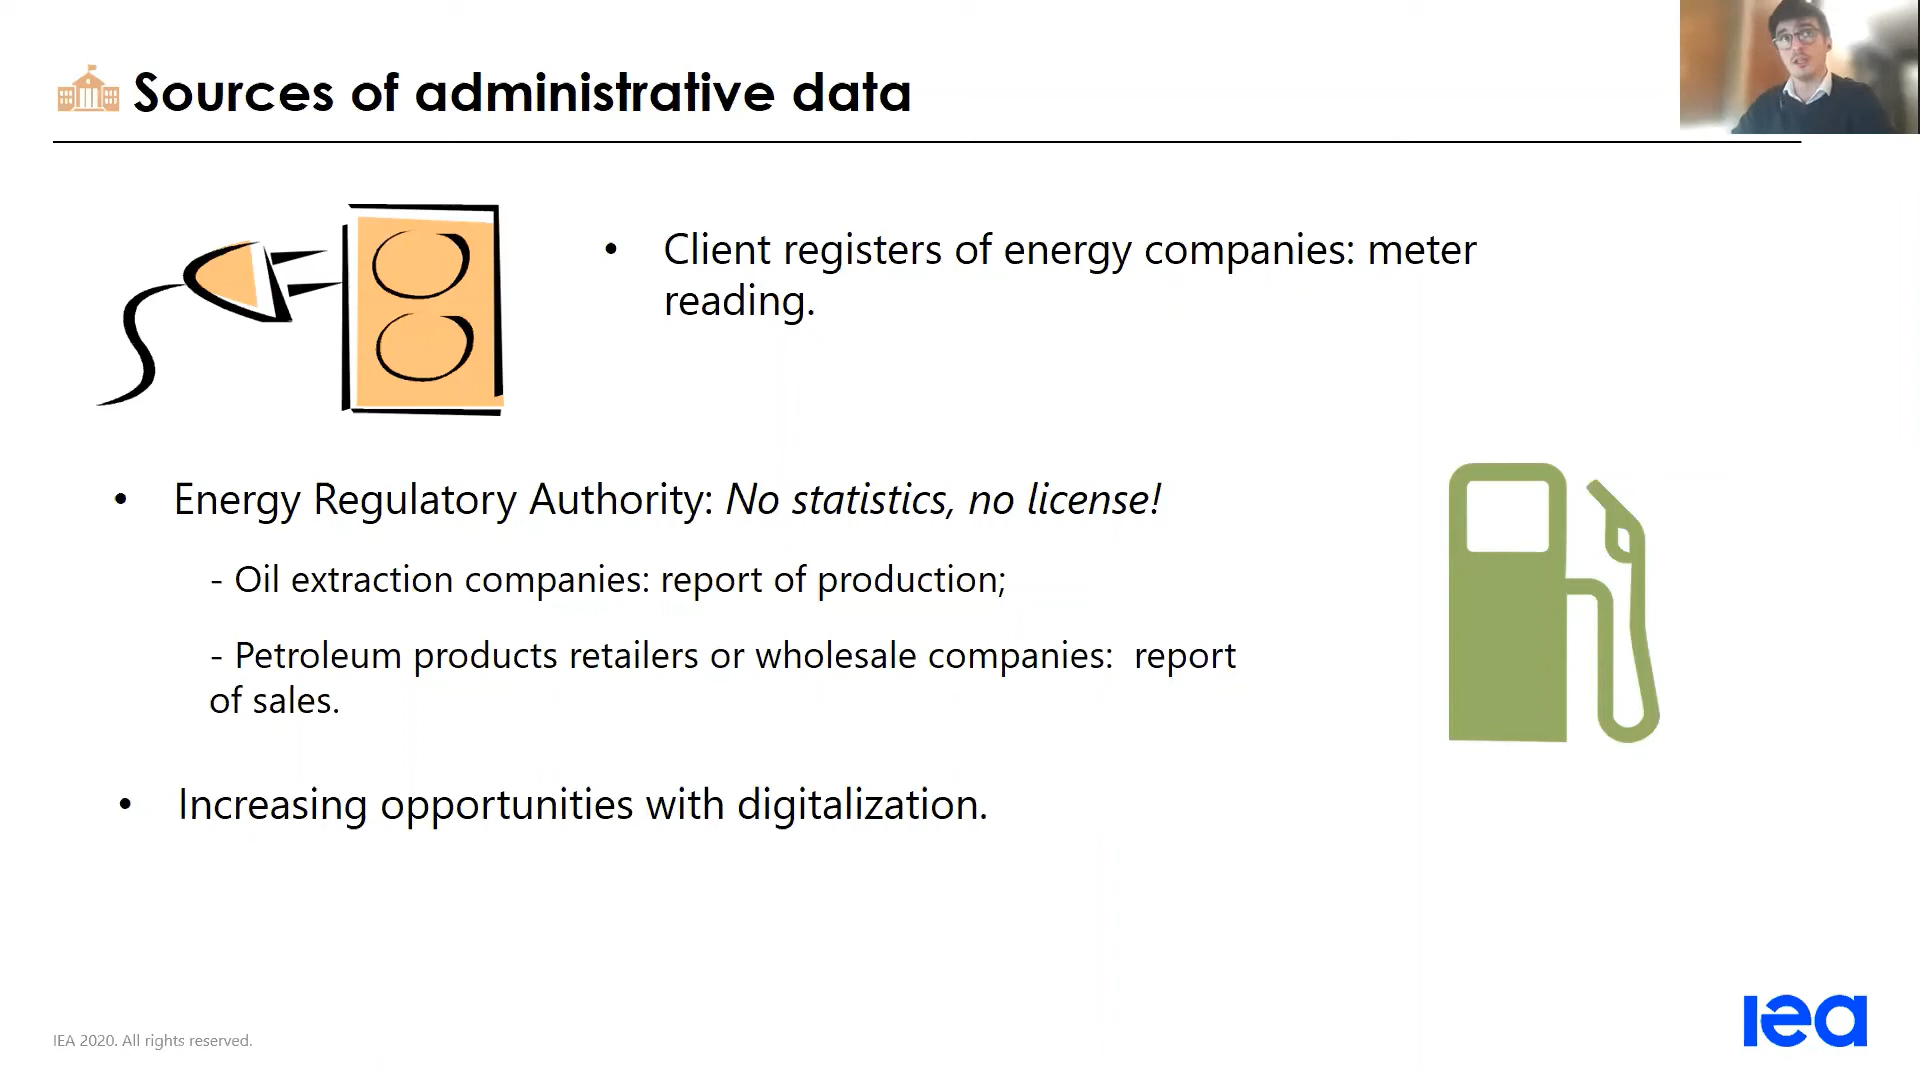 Sources of administrative data
• Client registers of energy companies: meter
reading.
• Energy Regulatory Authority: No statistics, no license!
- Oil extraction companies: report of production;
- Petroleum products retailers or wholesale companies:  report
of sales.
• Increasing opportunities with digitalization.
IEA 2020. All rights reserved.
iea